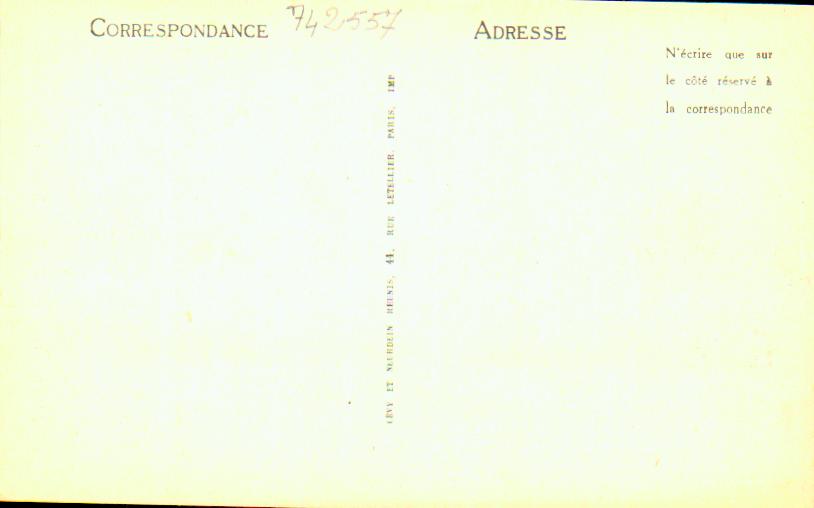 CORRESPONDANCE
742557
ADRESSE
N'écrire que sur
le côté réservé à
la correspondance
LÉVY ET NEURDEIN RÉUNIS, 44, RUE LETELLIER, PARIS, IMP